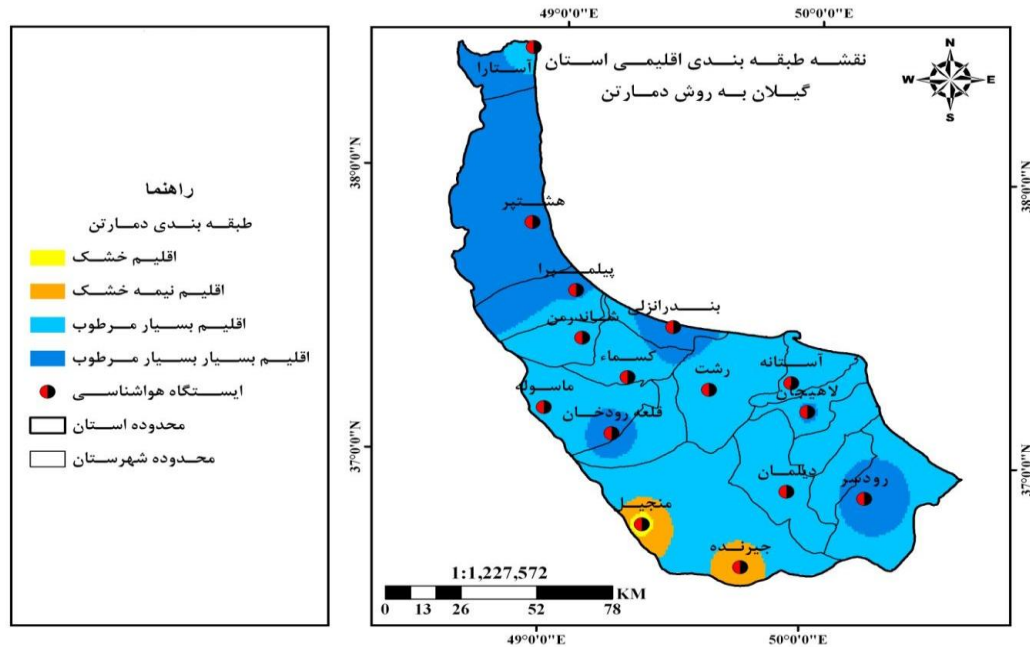 نقشه طبقه بندی اقلیمی استان
گیلان به روش دمارتن
راهنما
طبقه بندی دمارتن
اقلیم خشک
اقلیم نیمه خشک
اقلیم بسیار مرطوب
اقلیم بسیار بسیار مرطوب
ایستگاه هواشناسی
محدوده استان
محدوده شهرستان
49°0'0"E
50°0'0"E
N
W
E
S
38°0'0"N
38°0'0"N
37°0'0"N
37°0'0"N
آستارا
هشتپر
پیلمبرا
بندرانزلی
شاندرمن
کسماء
رشت
آستانه
لاهیجان
ماسوله
قلعه رودخان
دیلمان
رودسر
منجیل
جیرنده
1:1,227,572
KM
0 13 26 52 78
49°0'0"E
50°0'0"E